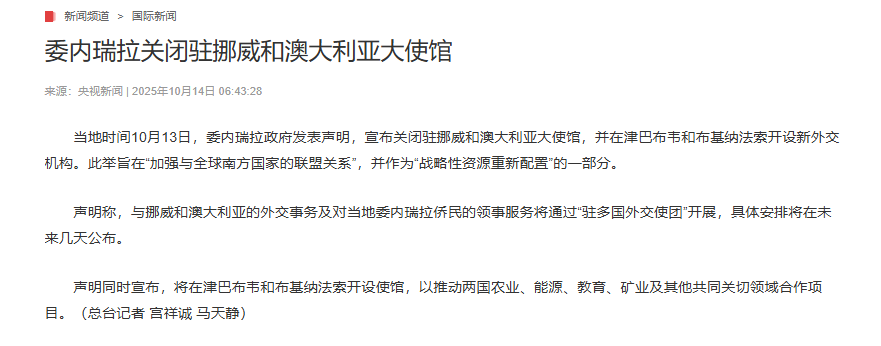 新闻频道 > 国际新闻
委内瑞拉关闭驻挪威和澳大利亚大使馆
来源：央视新闻 | 2025年10月14日 06:43:28
当地时间10月13日，委内瑞拉政府发表声明，宣布关闭驻挪威和澳大利亚大使馆，并在津巴布韦和布基纳法索开设新外交
机构。此举旨在“加强与全球南方国家的联盟关系”，并作为“战略性资源重新配置”的一部分。
声明称，与挪威和澳大利亚的外交事务及对当地委内瑞拉侨民的领事服务将通过“驻多国外交使团”开展，具体安排将在未
来几天公布。
声明同时宣布，将在津巴布韦和布基纳法索开设使馆，以推动两国农业、能源、教育、矿业及其他共同关切领域合作项
目。（总台记者 宫祥诚 马天静）